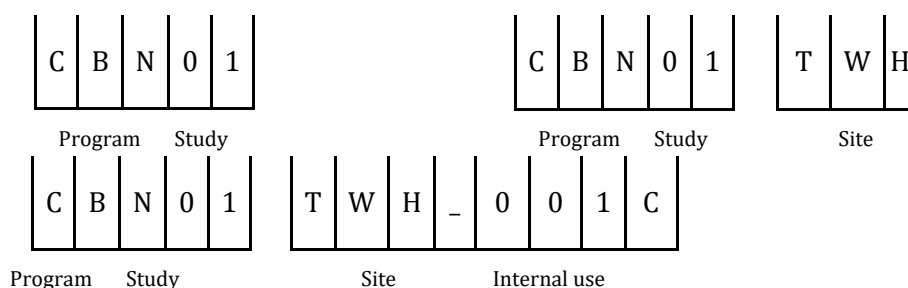 C B N 0 1 C B N 0 1 T W H
Program Study Program Study Site
C B N 0 1 T W H _ 0 0 1 C
Program Study Site Internal use